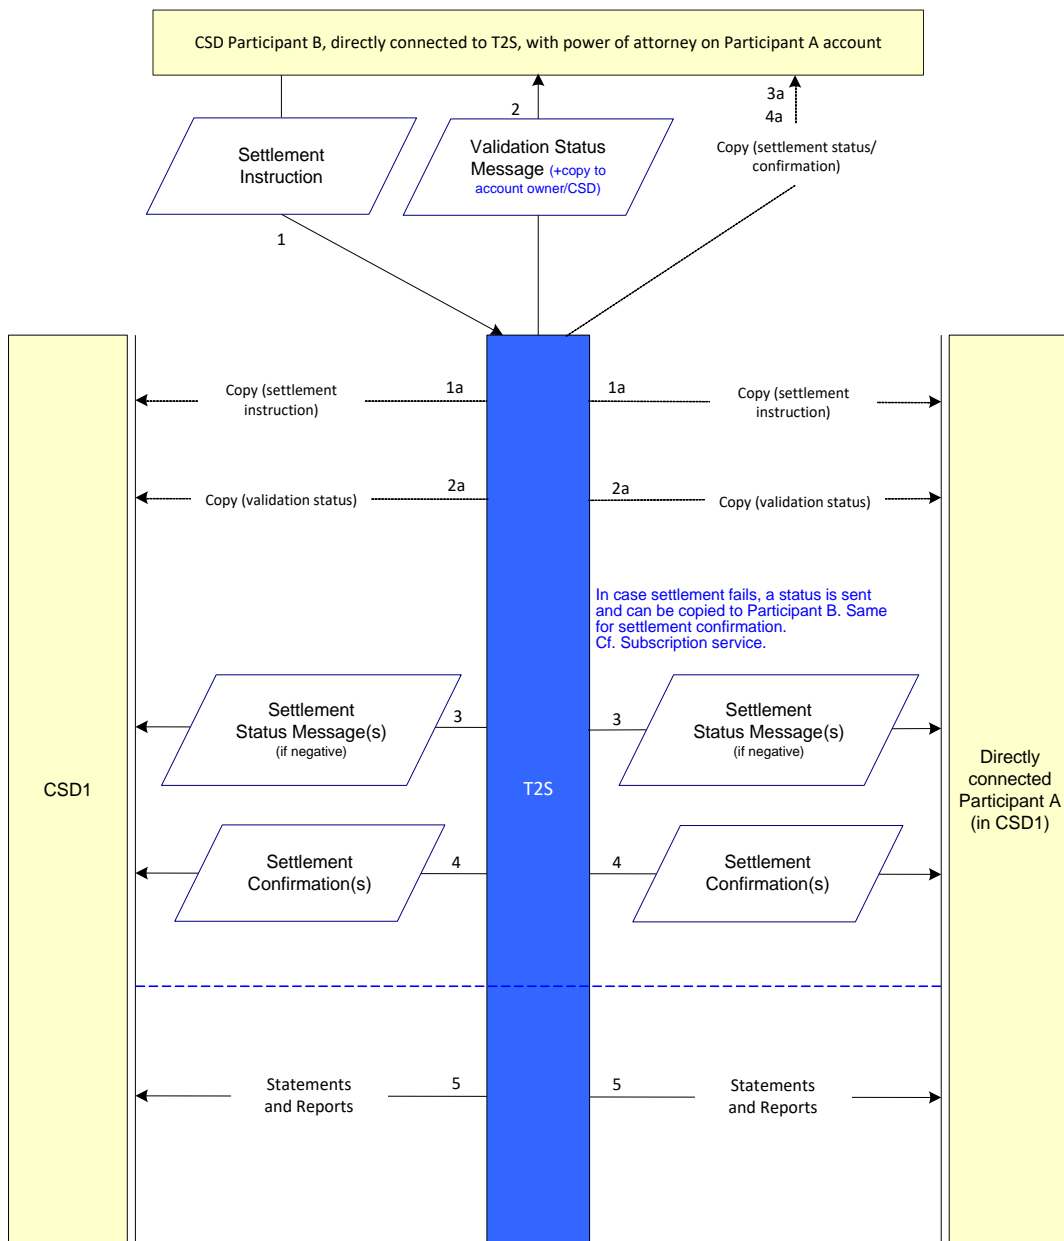 CSD Participant B, directly connected to T2S, with power of attorney on Participant A account
2
3a
4a
Settlement
Instruction
Validation Status
Message (+copy to
account owner/CSD)
Copy (settlement status/
confirmation)
1
1a
Copy (settlement
instruction)
1a
Copy (settlement
instruction)
2a
Copy (validation status)
2a
Copy (validation status)
In case settlement fails, a status is sent
and can be copied to Participant B. Same
for settlement confirmation.
Cf. Subscription service.
Settlement
Status Message(s)
(if negative)
3
3
Settlement
Status Message(s)
(if negative)
CSD1
T2S
Directly
connected
Participant A
(in CSD1)
Settlement
Confirmation(s)
4
4
Settlement
Confirmation(s)
Statements
and Reports
5
5
Statements
and Reports